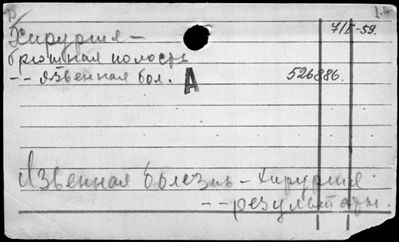 7/I-59.
Хирургия —
брюшная полость
-- язвенная бол. А 526886.
Язвенная болезнь - хирургия
-- результаты.